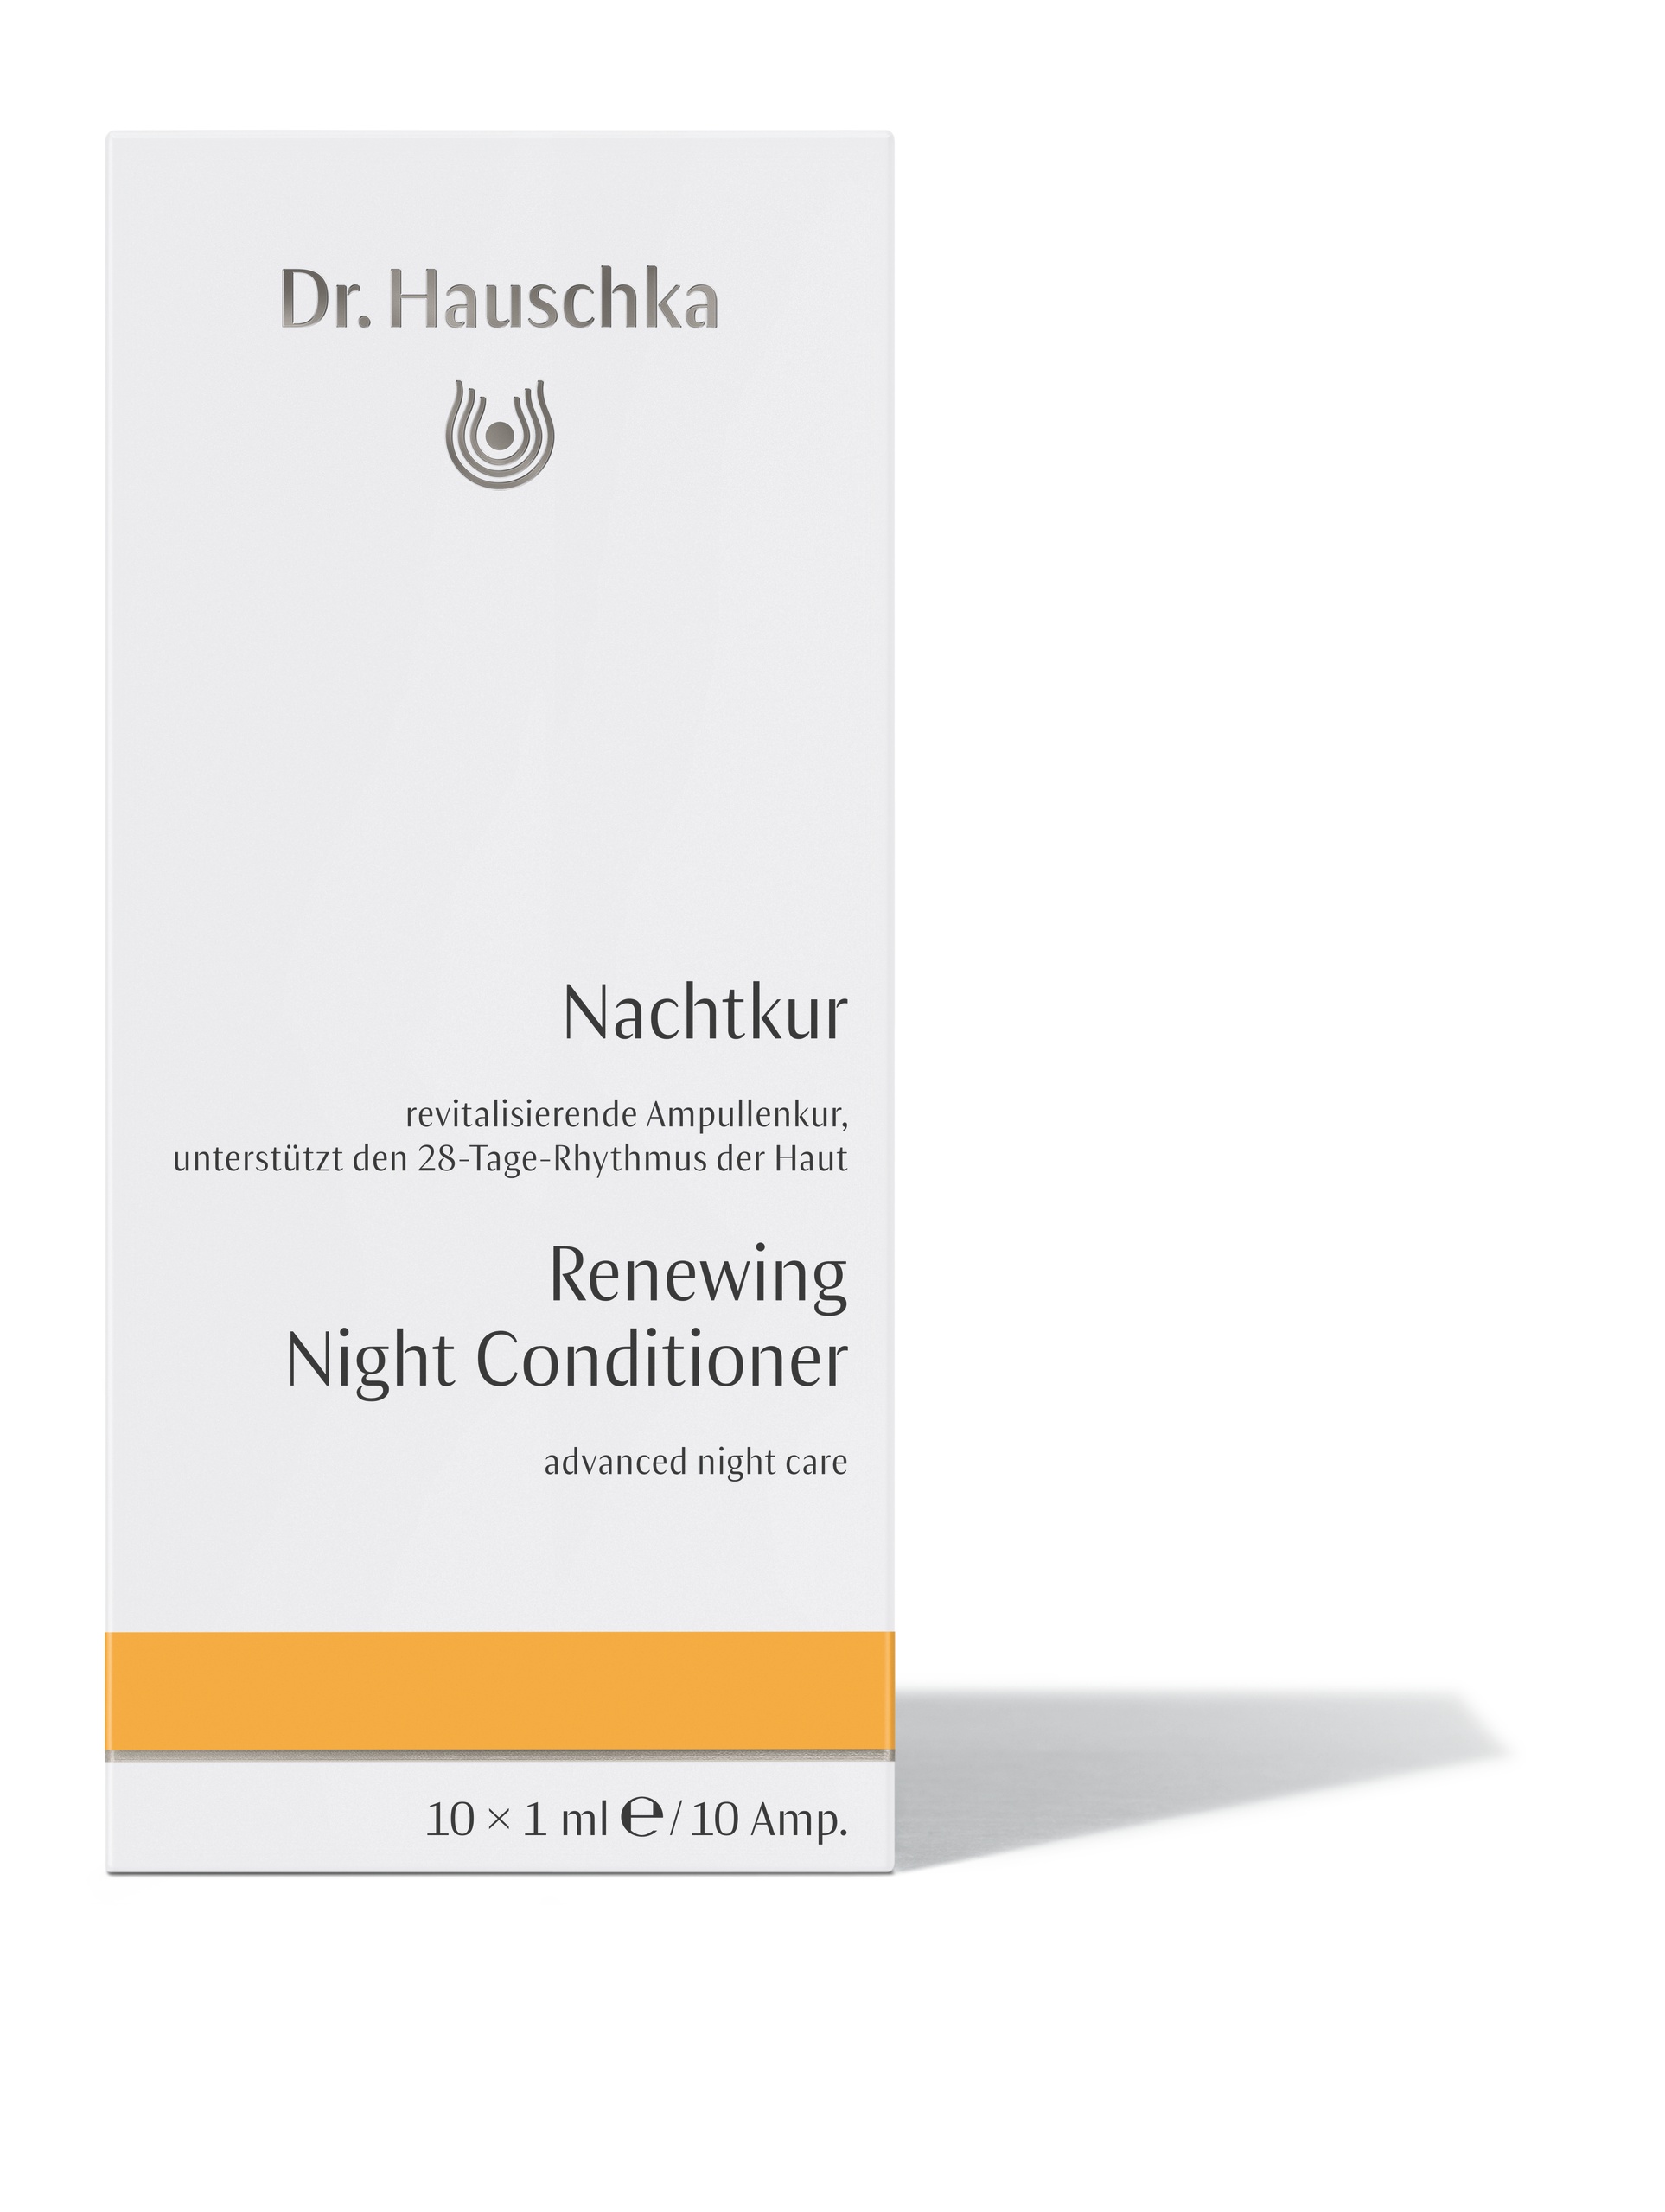 Dr. Hauschka
Nachtkur
revitalisierende Ampullenkur,
unterstützt den 28-Tage-Rhythmus der Haut
Renewing
Night Conditioner
advanced night care
10 × 1 ml ℮ / 10 Amp.